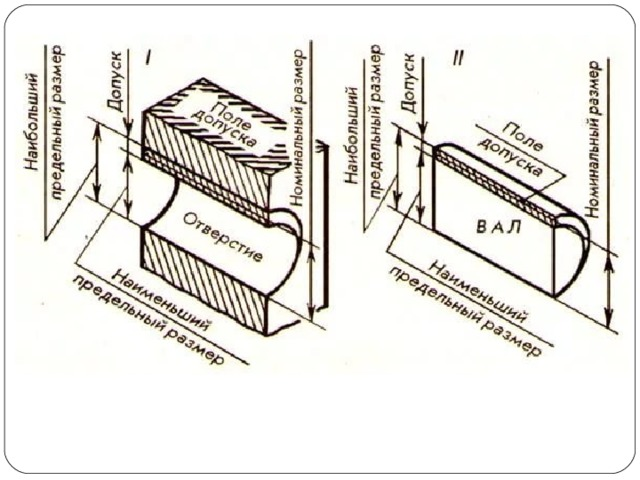 I
Наибольший
предельный размер
Допуск
Поле
допуска
Номинальный размер
Отверстие
Наименьший
предельный размер
II
Наибольший
предельный размер
Допуск
Поле
допуска
Номинальный размер
ВАЛ
Наименьший
предельный размер